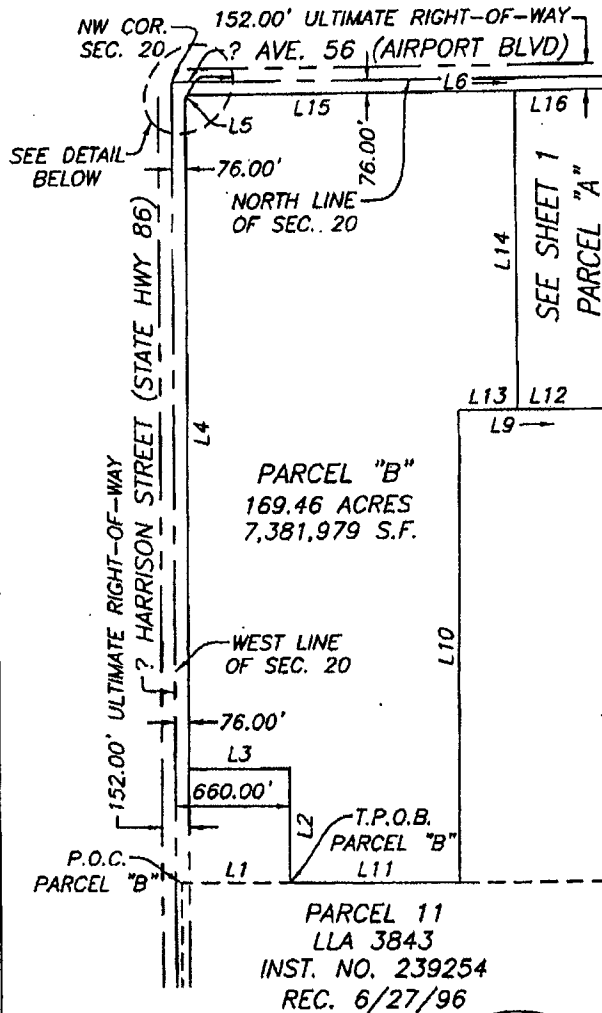 152.00' ULTIMATE RIGHT-OF-WAY
NW COR.
SEC. 20
? AVE. 56 (AIRPORT BLVD)
L6
L15
L16
L5
SEE DETAIL
BELOW
76.00'
76.00'
NORTH LINE
OF SEC. 20
L14
SEE SHEET 1
PARCEL "A"
? HARRISON STREET (STATE HWY 86)
L4
L13
L12
L9
PARCEL "B"
169.46 ACRES
7,381,979 S.F.
152.00' ULTIMATE RIGHT-OF-WAY
WEST LINE
OF SEC. 20
L10
76.00'
L3
660.00'
L2
T.P.O.B.
PARCEL "B"
P.O.C.
PARCEL "B"
L1
L11
PARCEL 11
LLA 3843
INST. NO. 239254
REC. 6/27/96